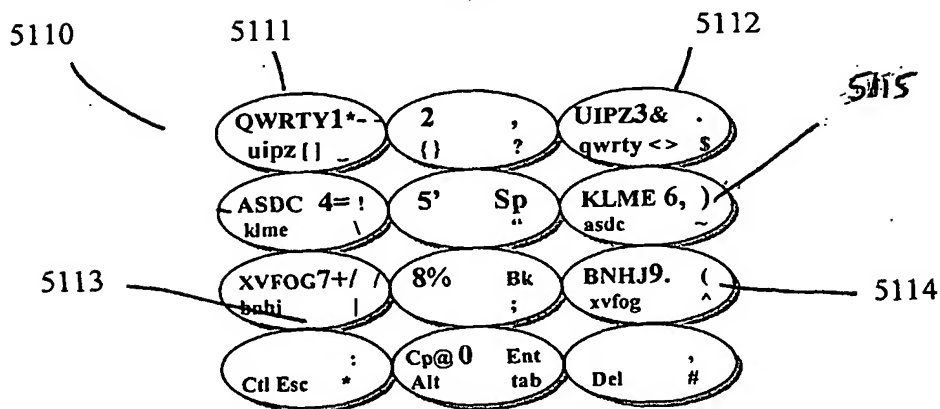 5110 5111 5112
5115
QWRTY1*- 2 , UIPZ3& .
uipz [] _ {} ? qwrty <> $
ASDC 4= ! 5' Sp KLME 6, )
klme \ “ asdc ~
XVFOG7+/ / 8% Bk BNHJ9. (
5113 bnhj | ; xvfog ^ 5114
: Cp@ 0 Ent ,
Ctl Esc * Alt tab Del #